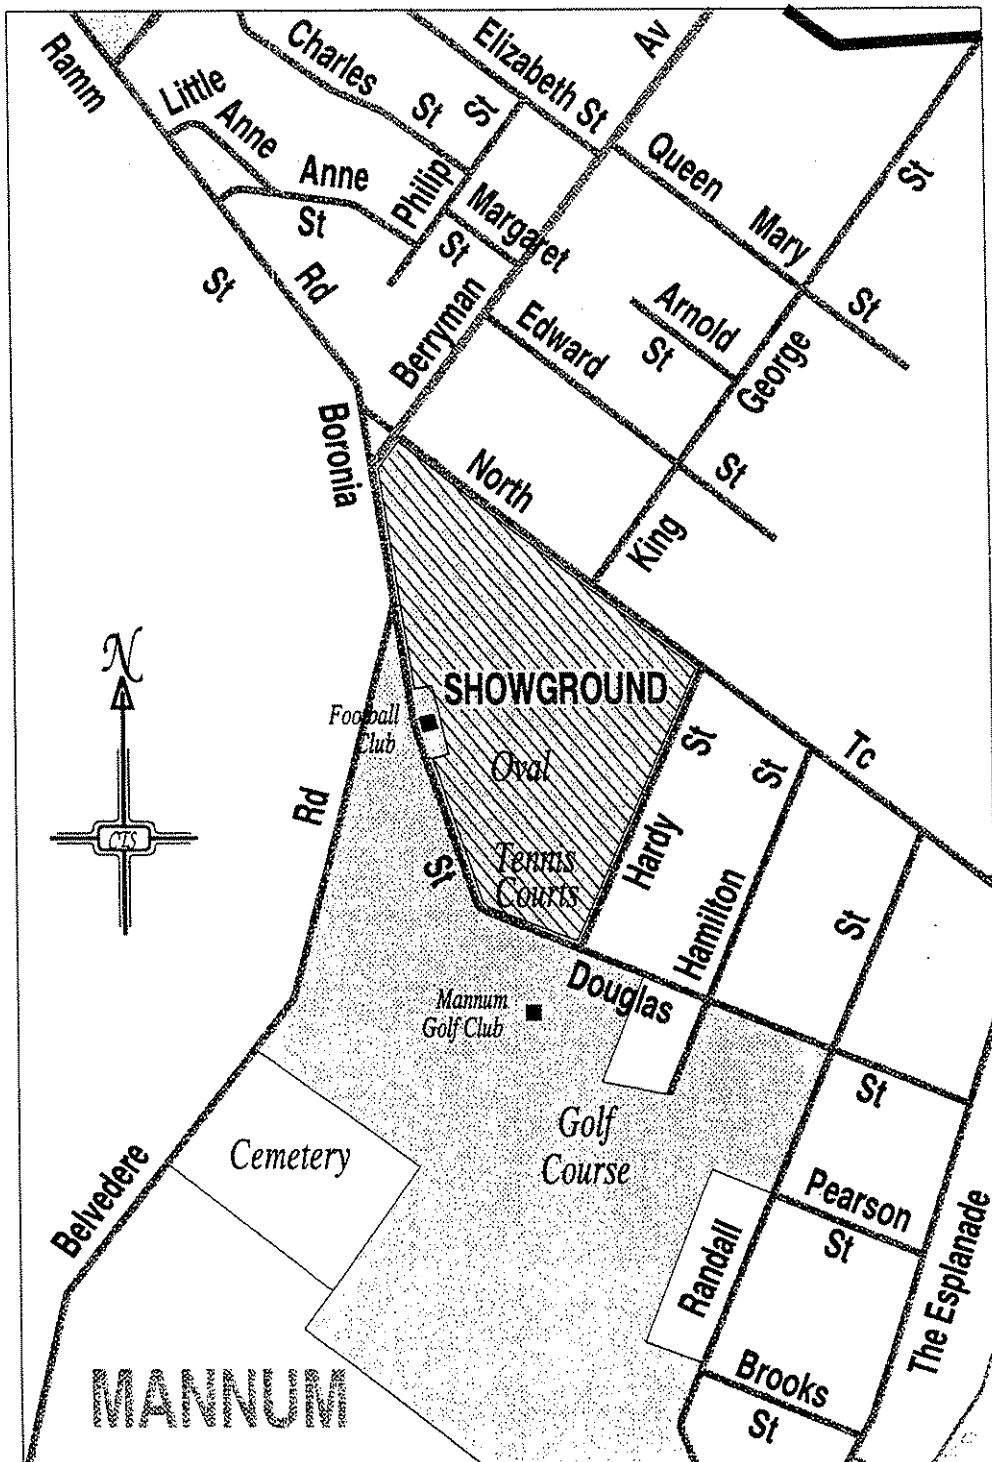 Ramm
St
Rd
Little
Anne
Charles
St
Anne
St
Philip
St
Elizabeth St
Av
Berryman
Margaret
St
Queen
Mary
St
St
George
King
Arnold
St
Edward
St
Boronia
St
North
Tc
N
CTS
SHOWGROUND
Football
Club
Oval
Tennis
Courts
Rd
Belvedere
Hardy
St
Hamilton
St
Douglas
St
Mannum
Golf Club
Golf
Course
Cemetery
St
Randall
Pearson
St
The Esplanade
Brooks
St
MANNUM